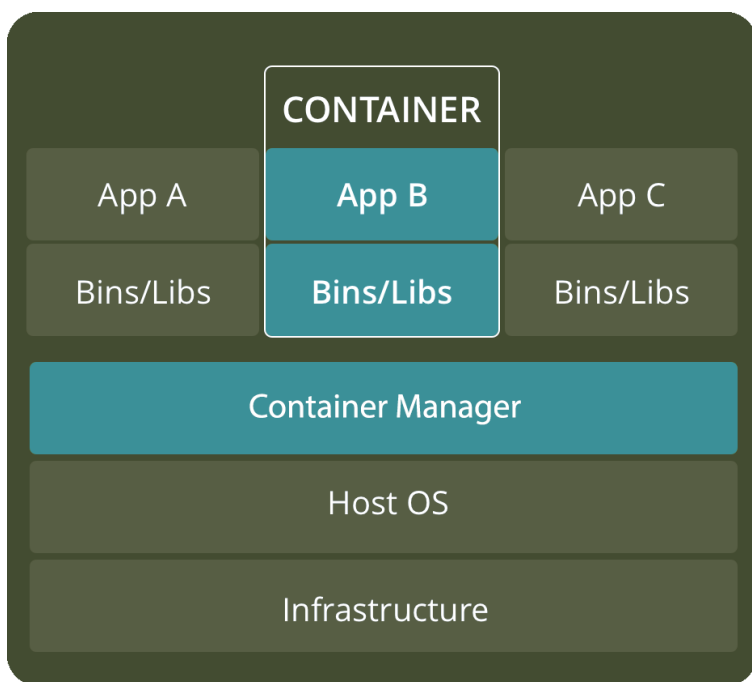 CONTAINER
App A App B App C
Bins/Libs Bins/Libs Bins/Libs
Container Manager
Host OS
Infrastructure